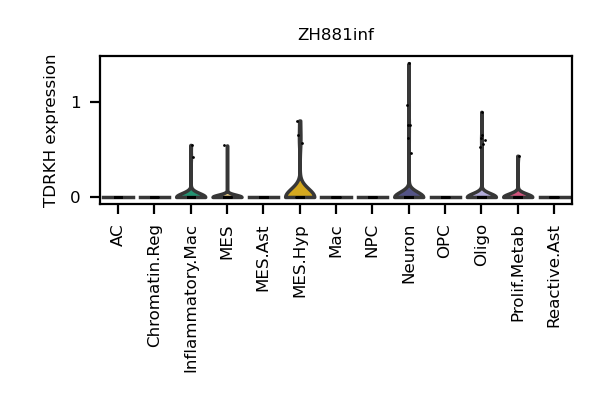 ZH881inf
TDRKH expression
1
0
AC
Chromatin.Reg
Inflammatory.Mac
MES
MES.Ast
MES.Hyp
Mac
NPC
Neuron
OPC
Oligo
Prolif.Metab
Reactive.Ast